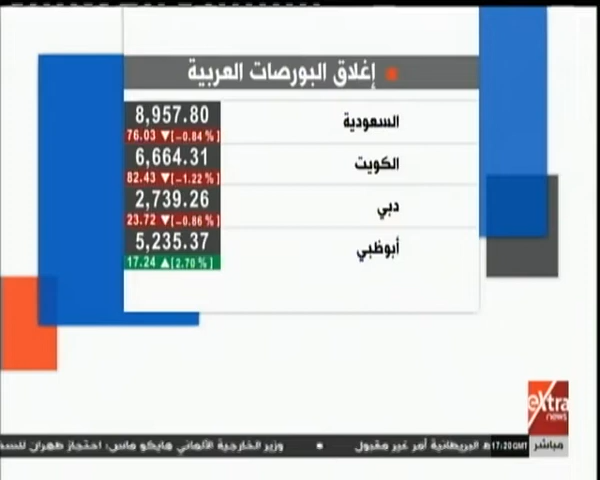 إغلاق البورصات العربية
السعودية
8,957.80
76.03 ▼[−0.84 %]
الكويت
6,664.31
82.43 ▼[−1.22 %]
دبي
2,739.26
23.72 ▼[−0.86 %]
أبوظبي
5,235.37
17.24 ▲[2.70 %]
eXtra
news
مباشر
17:20GMT
البريطانية أمر غير مقبول
وزير الخارجية الألماني هايكو ماس: احتجاز طهران